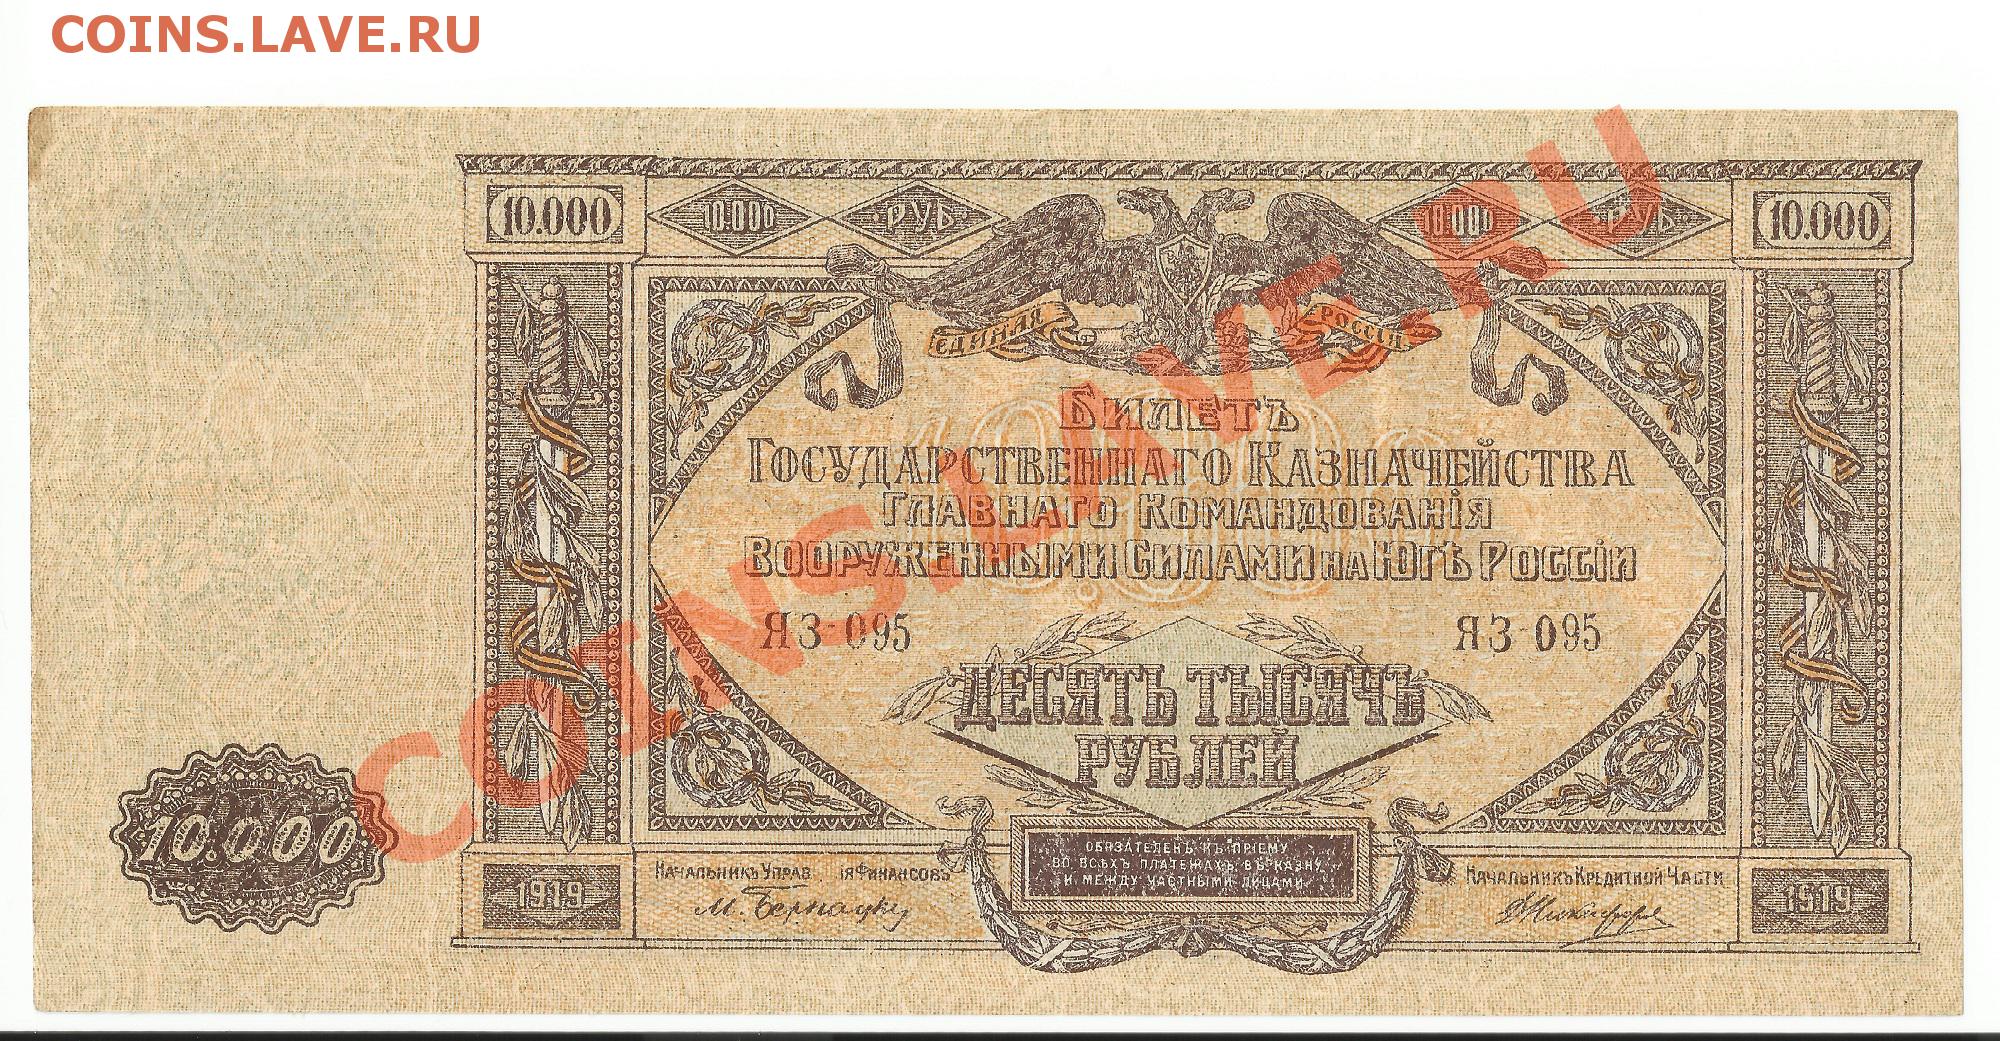 COINS.LAVE.RU
10.000 10.000 РУБ 10.000 РУБ 10.000
ЕДИНАЯ РОССІЯ
БИЛЕТЪ
ГОСУДАРСТВЕННАГО КАЗНАЧЕЙСТВА
ГЛАВНАГО КОМАНДОВАНІЯ
ВООРУЖЕННЫМИ СИЛАМИ НА ЮГѢ РОССІИ
ЯЗ-095 ЯЗ-095
ДЕСЯТЬ ТЫСЯЧЪ
РУБЛЕЙ
10.000
ОБЯЗАТЕЛЕНЪ КЪ ПРІЕМУ
ВО ВСѢХЪ ПЛАТЕЖАХЪ ВЪ КАЗНУ
И МЕЖДУ ЧАСТНЫМИ ЛИЦАМИ
НАЧАЛЬНИКЪ УПРАВ ІЯ ФИНАНСОВЪ НАЧАЛЬНИКЪ КРЕДИТНОЙ ЧАСТИ
1919 М. Бернацкій Никифоров 1919
COINS.LAVE.RU